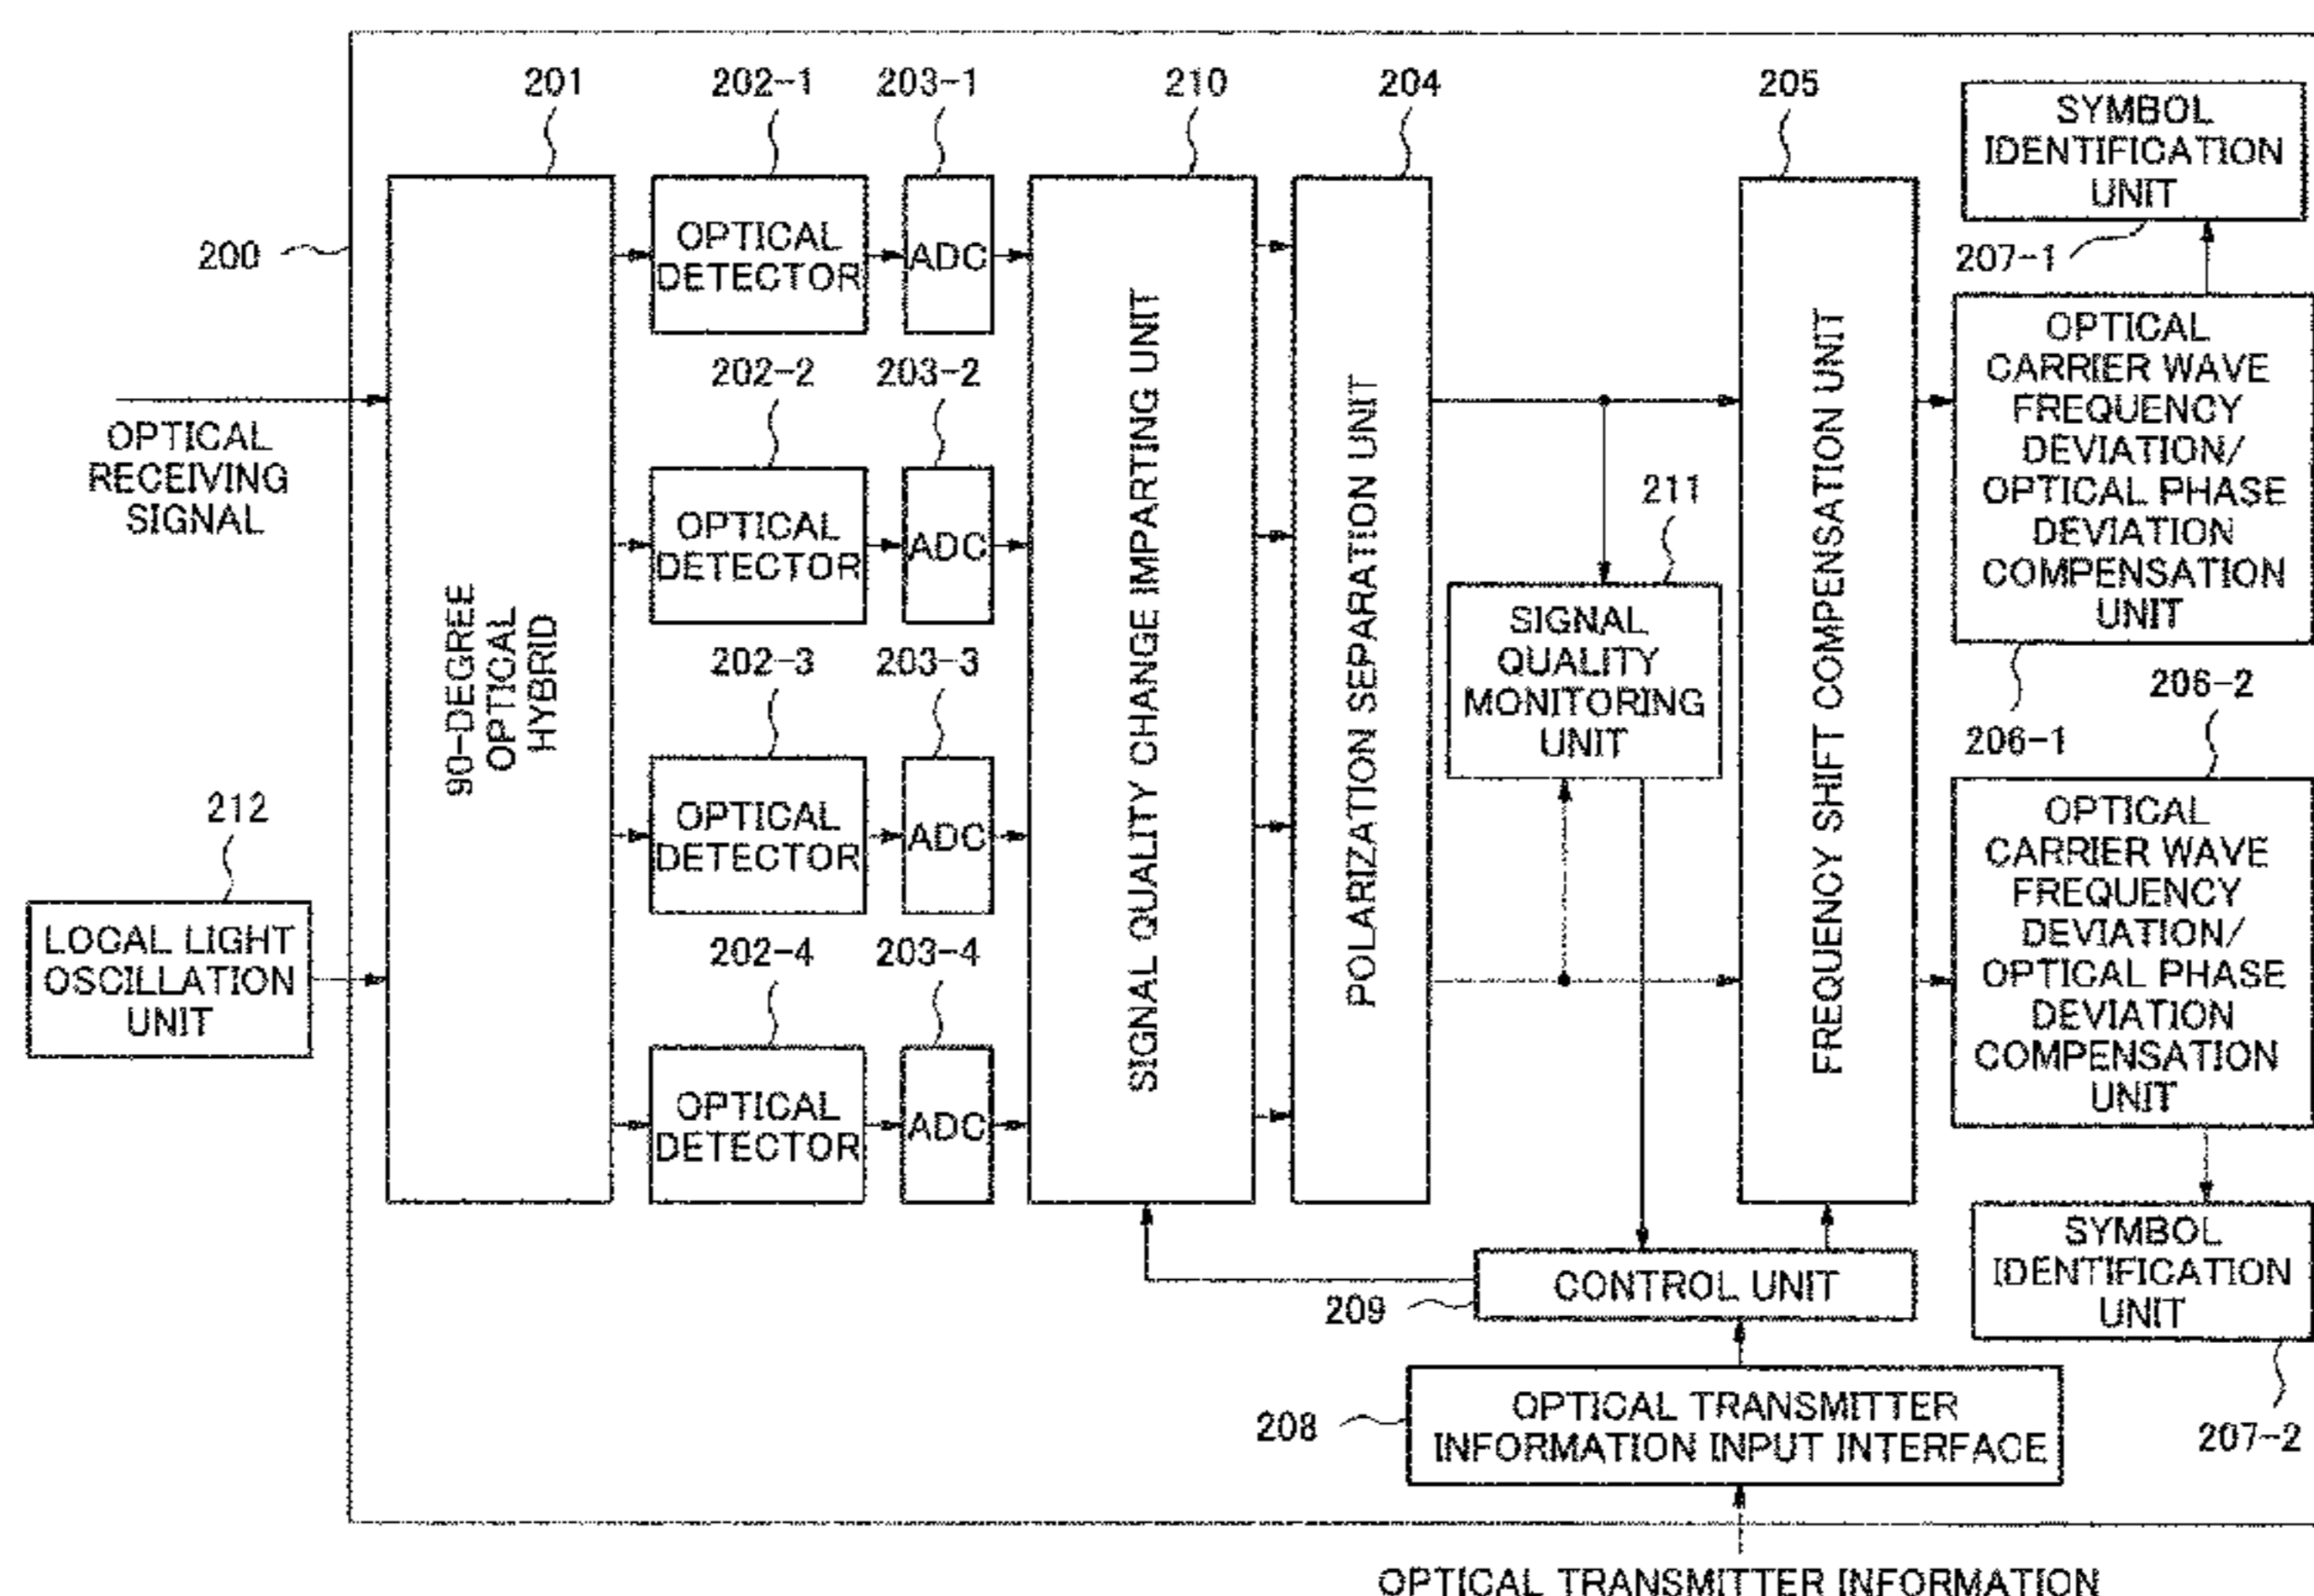 201
202-1
203-1
210
204
205
SYMBOL
IDENTIFICATION
UNIT
207-1
200
OPTICAL
DETECTOR
ADC
202-2
203-2
OPTICAL
RECEIVING
SIGNAL
OPTICAL
DETECTOR
ADC
202-3
203-3
90-DEGREE
OPTICAL
HYBRID
OPTICAL
DETECTOR
ADC
202-4
203-4
OPTICAL
DETECTOR
ADC
212
LOCAL LIGHT
OSCILLATION
UNIT
SIGNAL QUALITY CHANGE IMPARTING UNIT
POLARIZATION SEPARATION UNIT
211
SIGNAL
QUALITY
MONITORING
UNIT
FREQUENCY SHIFT COMPENSATION UNIT
OPTICAL
CARRIER WAVE
FREQUENCY
DEVIATION/
OPTICAL PHASE
DEVIATION
COMPENSATION
UNIT
206-1
206-2
OPTICAL
CARRIER WAVE
FREQUENCY
DEVIATION/
OPTICAL PHASE
DEVIATION
COMPENSATION
UNIT
SYMBOL
IDENTIFICATION
UNIT
207-2
CONTROL UNIT
209
208
OPTICAL TRANSMITTER
INFORMATION INPUT INTERFACE
OPTICAL TRANSMITTER INFORMATION